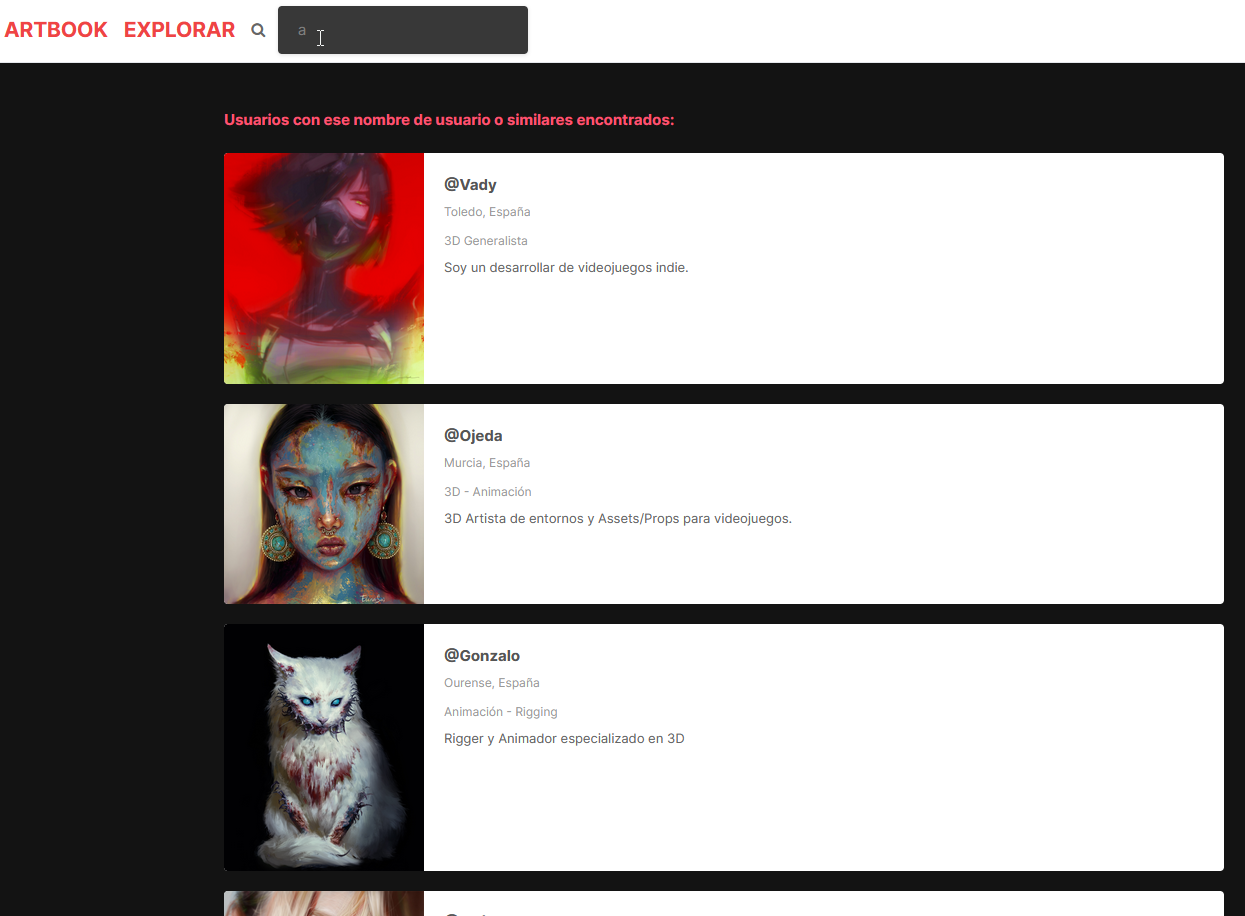 ARTBOOK EXPLORAR a
Usuarios con ese nombre de usuario o similares encontrados:
@Vady
Toledo, España
3D Generalista
Soy un desarrollar de videojuegos indie.
@Ojeda
Murcia, España
3D - Animación
3D Artista de entornos y Assets/Props para videojuegos.
@Gonzalo
Ourense, España
Animación - Rigging
Rigger y Animador especializado en 3D